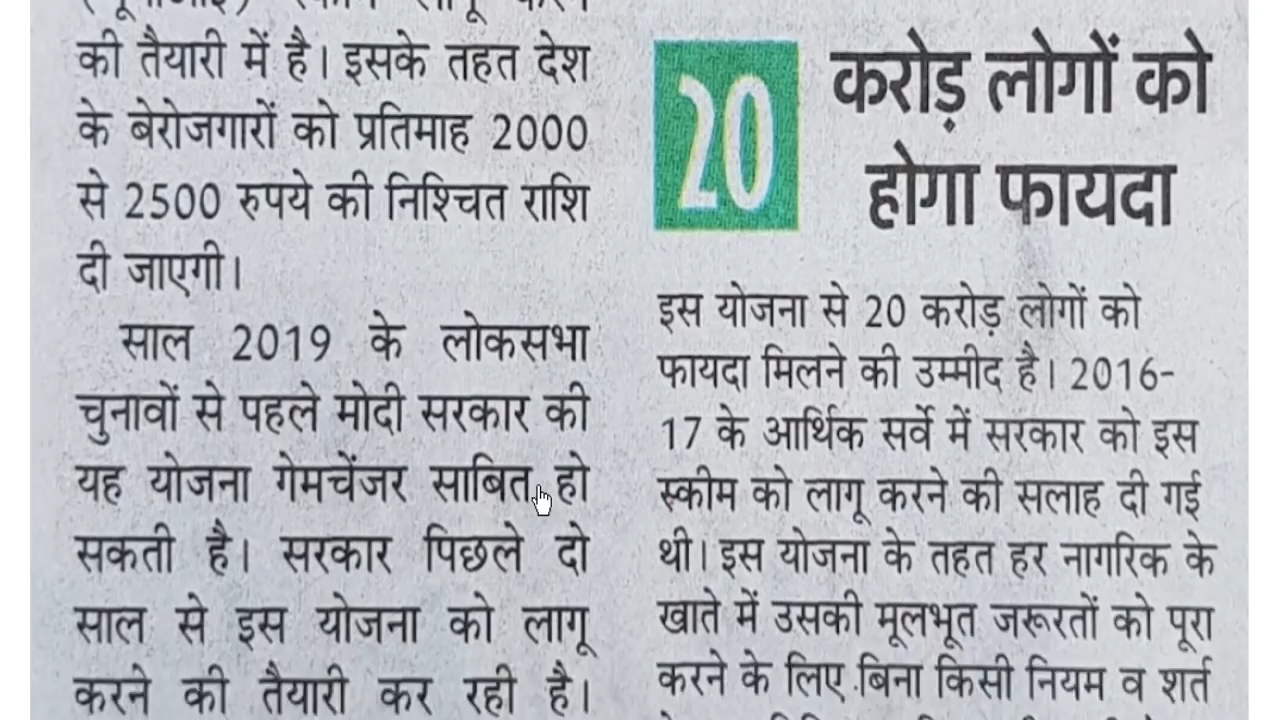 की तैयारी में है। इसके तहत देश
के बेरोजगारों को प्रतिमाह 2000
से 2500 रुपये की निश्चित राशि
दी जाएगी।
साल 2019 के लोकसभा
चुनावों से पहले मोदी सरकार की
यह योजना गेमचेंजर साबित हो
सकती है। सरकार पिछले दो
साल से इस योजना को लागू
करने की तैयारी कर रही है।
20 करोड़ लोगों को
होगा फायदा
इस योजना से 20 करोड़ लोगों को
फायदा मिलने की उम्मीद है। 2016-
17 के आर्थिक सर्वे में सरकार को इस
स्कीम को लागू करने की सलाह दी गई
थी। इस योजना के तहत हर नागरिक के
खाते में उसकी मूलभूत जरूरतों को पूरा
करने के लिए बिना किसी नियम व शर्त